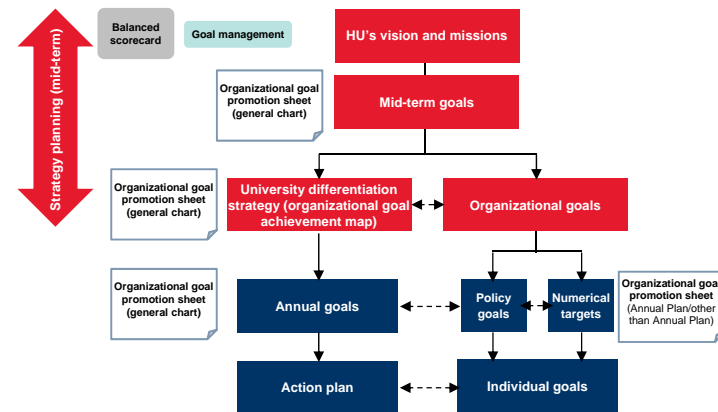 Balanced
scorecard
Goal management
HU's vision and missions
Strategy planning (mid-term)
Organizational goal
promotion sheet
(general chart)
Mid-term goals
Organizational goal
promotion sheet
(general chart)
University differentiation
strategy (organizational goal
achievement map)
Organizational goals
Organizational goal
promotion sheet
(general chart)
Annual goals
Policy
goals
Numerical
targets
Organizational goal
promotion sheet
(Annual Plan/other
than Annual Plan)
Action plan
Individual goals